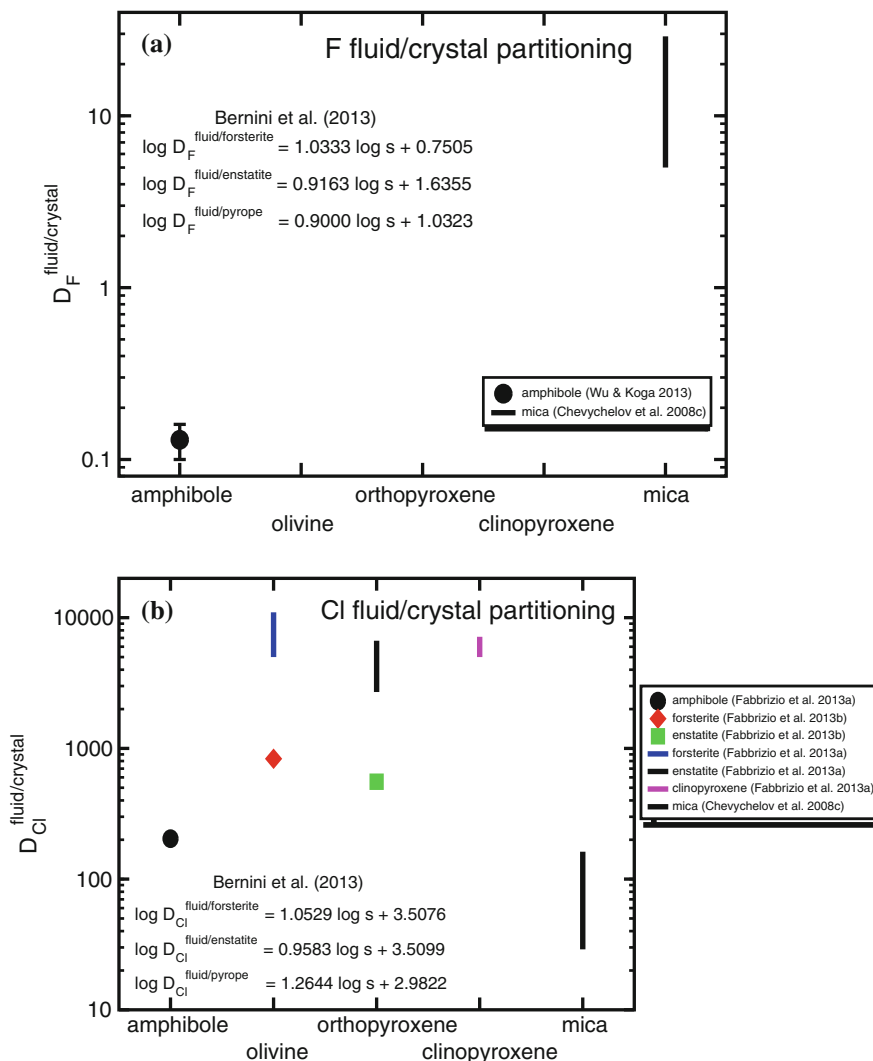 (a)
F fluid/crystal partitioning
Bernini et al. (2013)
log D_F^fluid/forsterite = 1.0333 log s + 0.7505
log D_F^fluid/enstatite = 0.9163 log s + 1.6355
log D_F^fluid/pyrope = 0.9000 log s + 1.0323
D_F^fluid/crystal
10
1
0.1
amphibole (Wu & Koga 2013)
mica (Chevychelov et al. 2008c)
amphibole orthopyroxene mica
olivine clinopyroxene
(b)
Cl fluid/crystal partitioning
D_Cl^fluid/crystal
10000
1000
100
10
amphibole (Fabbrizio et al. 2013a)
forsterite (Fabbrizio et al. 2013b)
enstatite (Fabbrizio et al. 2013b)
forsterite (Fabbrizio et al. 2013a)
enstatite (Fabbrizio et al. 2013a)
clinopyroxene (Fabbrizio et al. 2013a)
mica (Chevychelov et al. 2008c)
Bernini et al. (2013)
log D_Cl^fluid/forsterite = 1.0529 log s + 3.5076
log D_Cl^fluid/enstatite = 0.9583 log s + 3.5099
log D_Cl^fluid/pyrope = 1.2644 log s + 2.9822
amphibole orthopyroxene mica
olivine clinopyroxene